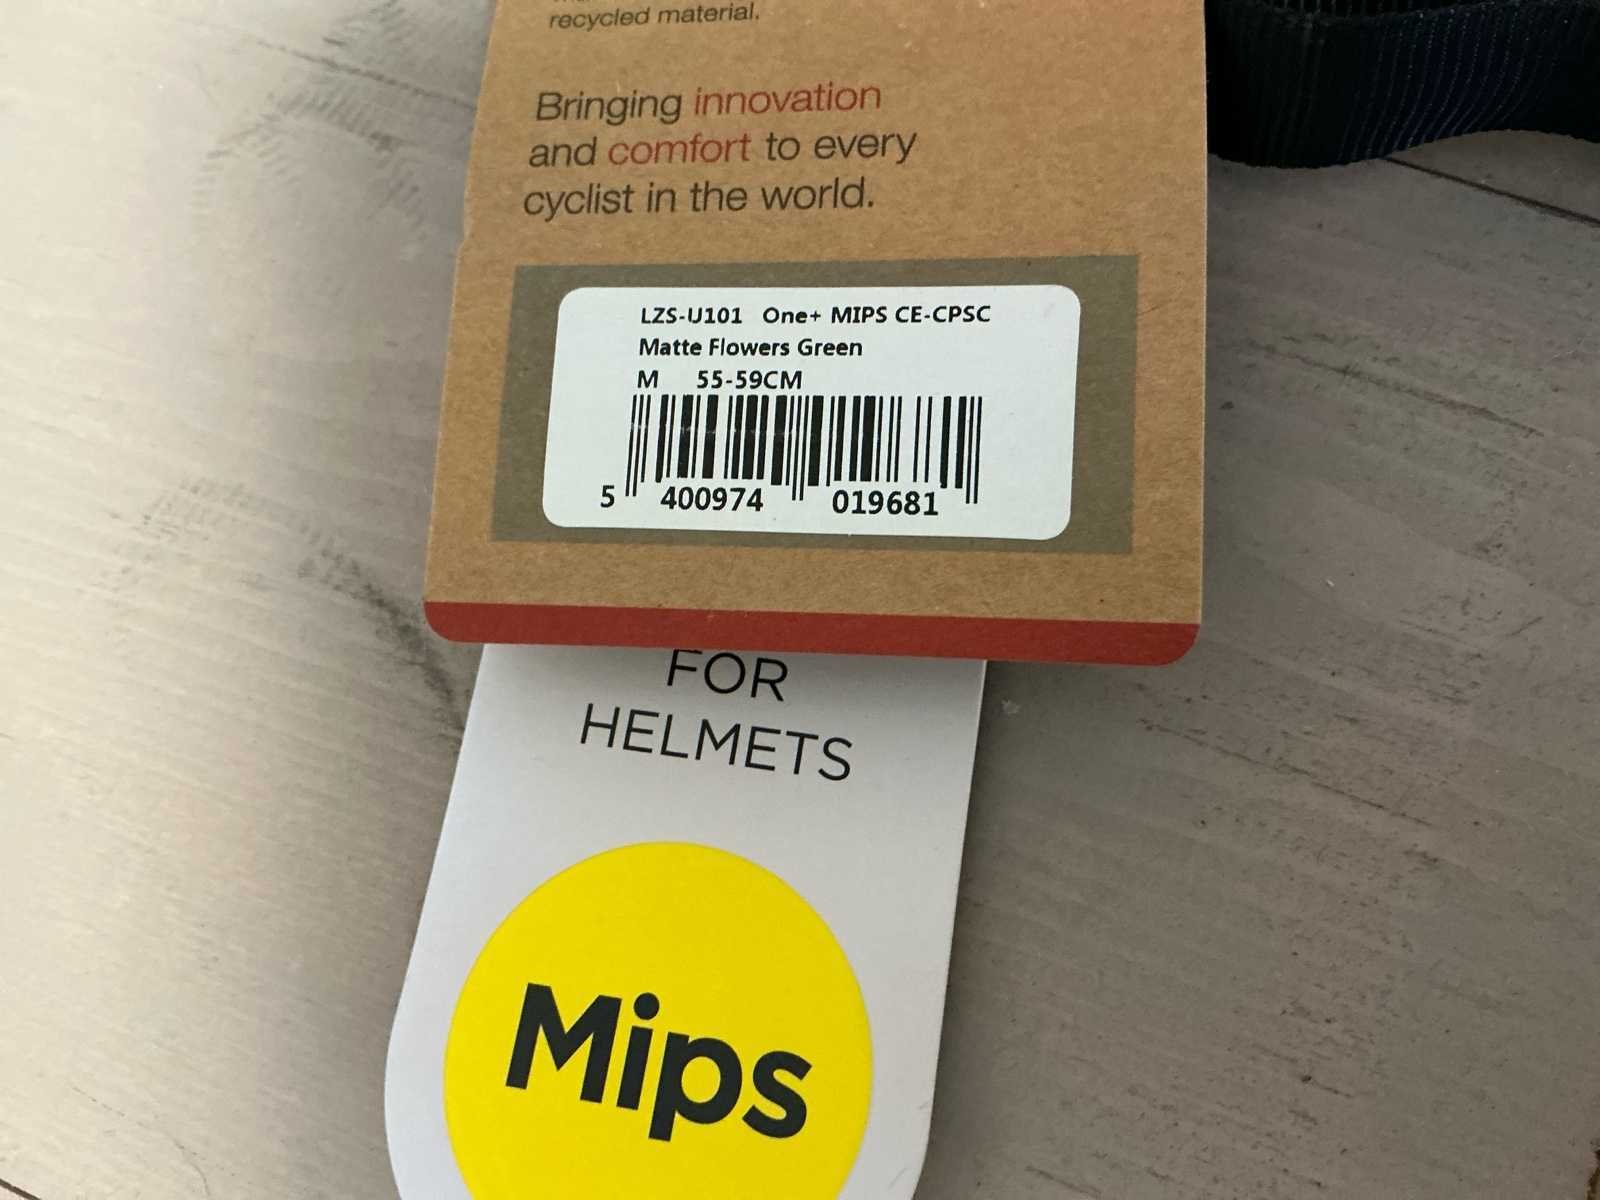 recycled material.
Bringing innovation
and comfort to every
cyclist in the world.
LZS-U101 One+ MIPS CE-CPSC
Matte Flowers Green
M 55-59CM
5 400974 019681
FOR
HELMETS
Mips